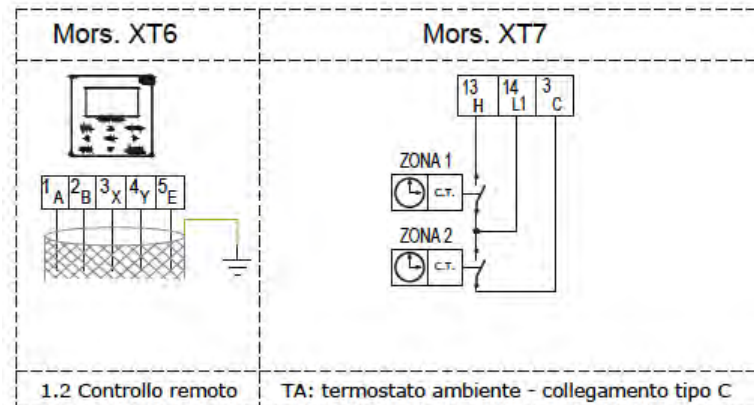 Mors. XT6
Mors. XT7
13 14 3
H L1 C
ZONA 1
C.T.
1 A 2 B 3 X 4 Y 5 E
ZONA 2
C.T.
1.2 Controllo remoto
TA: termostato ambiente - collegamento tipo C